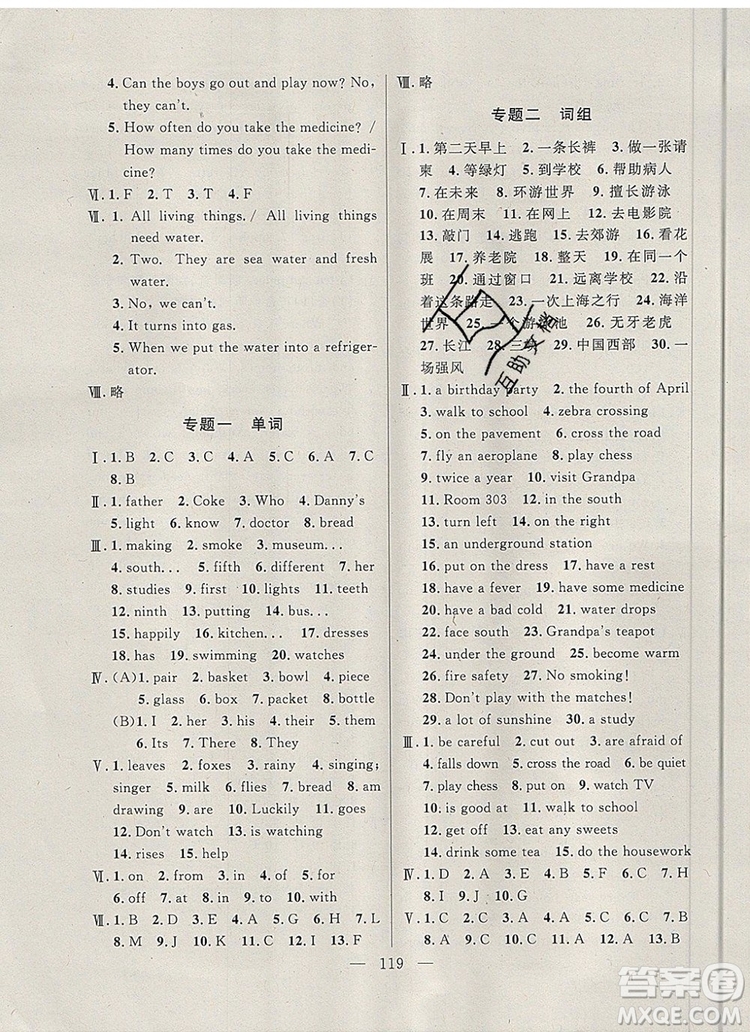 4. Can the boys go out and play now? No,
they can't.
5. How often do you take the medicine? /
How many times do you take the medi-
cine?
Ⅵ. 1. F 2. T 3. T 4. F
Ⅶ. 1. All living things. / All living things
need water.
2. Two. They are sea water and fresh
water.
3. No, we can't.
4. It turns into gas.
5. When we put the water into a refriger-
ator.
Ⅷ. 略
专题一 单词
Ⅰ. 1. B 2. C 3. C 4. A 5. C 6. C 7. C
8. B
Ⅱ. 1. father 2. Coke 3. Who 4. Danny's
5. light 6. know 7. doctor 8. bread
Ⅲ. 1. making 2. smoke 3. museum...
4. south... 5. fifth 6. different 7. her
8. studies 9. first 10. lights 11. teeth
12. ninth 13. putting 14. bus...
15. happily 16. kitchen... 17. dresses
18. has 19. swimming 20. watches
Ⅳ. (A)1. pair 2. basket 3. bowl 4. piece
5. glass 6. box 7. packet 8. bottle
(B)1. I 2. her 3. his 4. their 5. them
6. Its 7. There 8. They
Ⅴ. 1. leaves 2. foxes 3. rainy 4. singing;
singer 5. milk 6. flies 7. bread 8. am
drawing 9. are 10. Luckily 11. from
12. Don't watch 13. is watching
14. rises 15. help
Ⅵ. 1. on 2. from 3. in 4. with 5. for
6. off 7. at 8. to 9. on 10. to
Ⅶ. 1. D 2. C 3. A 4. B 5. G 6. H 7. L
8. M 9. J 10. K 11. E 12. I 13. F
Ⅷ. 略
专题二 词组
Ⅰ. 1. 第二天早上 2. 一条长裤 3. 做一张请
柬 4. 等绿灯 5. 到学校 6. 帮助病人
7. 在未来 8. 环游世界 9. 擅长游泳
10. 在周末 11. 在网上 12. 去电影院
13. 敲门 14. 逃跑 15. 去郊游 16. 看花
展 17. 养老院 18. 整天 19. 在同一个
班 20. 通过窗口 21. 远离学校 22. 沿
着这条路走 23. 一次上海之行 24. 海洋
世界 25. 一个游泳池 26. 无牙老虎
27. 长江 28. 三 29. 中国西部 30. 一
场强风
Ⅱ. 1. a birthday party 2. the fourth of April
3. walk to school 4. zebra crossing
5. on the pavement 6. cross the road
7. fly an aeroplane 8. play chess
9. twice a year 10. visit Grandpa
11. Room 303 12. in the south
13. turn left 14. on the right
15. an underground station
16. put on the dress 17. have a rest
18. have a fever 19. have some medicine
20. have a bad cold 21. water drops
22. face south 23. Grandpa's teapot
24. under the ground 25. become warm
26. fire safety 27. No smoking!
28. Don't play with the matches!
29. a lot of sunshine 30. a study
Ⅲ. 1. be careful 2. cut out 3. are afraid of
4. falls down 5. cross the road 6. be quiet
7. play chess 8. put on 9. watch TV
10. is good at 11. walk to school
12. get off 13. eat any sweets
14. drink some tea 15. do the housework
Ⅳ. 1. D 2. C 3. A 4. B 5. E 6. H 7. F
8. I 9. J 10. G
Ⅴ. 1. C 2. C 3. A 4. C 5. C 6. C 7. B
8. A 9. C 10. B 11. B 12. A 13. B
— 119 —
互助文档
答案圈
MXQE.COM